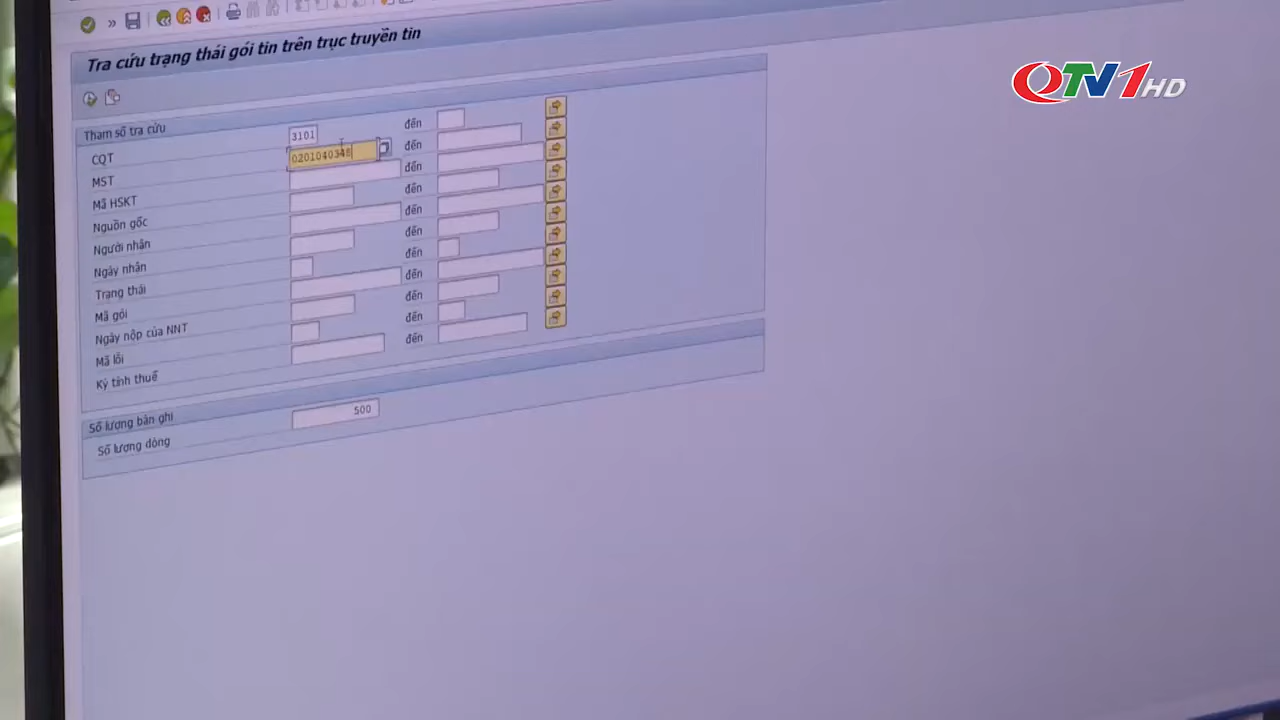 Tra cứu trạng thái gói tin trên trục truyền tin
QTV1HD
Tham số tra cứu
CQT 3101 đến
MST 0201040348 đến
Mã HSKT đến
Nguồn gốc đến
Người nhân đến
Ngày nhân đến
Trạng thái đến
Mã gói đến
Ngày nộp của NNT đến
Mã lỗi đến
Kỳ tính thuế đến
Số lượng bản ghi
Số lượng dòng 500